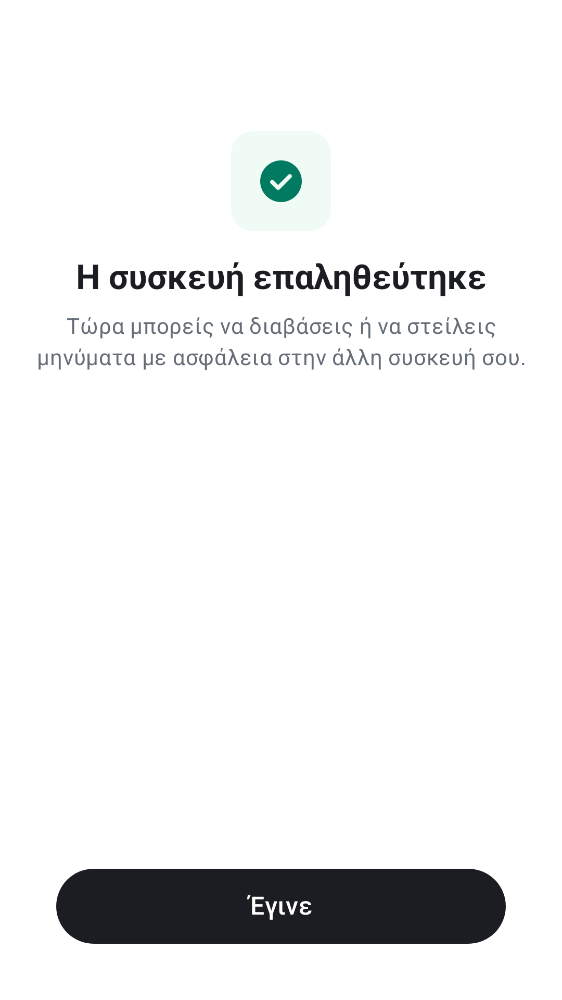 Η συσκευή επαληθεύτηκε
Τώρα μπορείς να διαβάσεις ή να στείλεις
μηνύματα με ασφάλεια στην άλλη συσκευή σου.
Έγινε